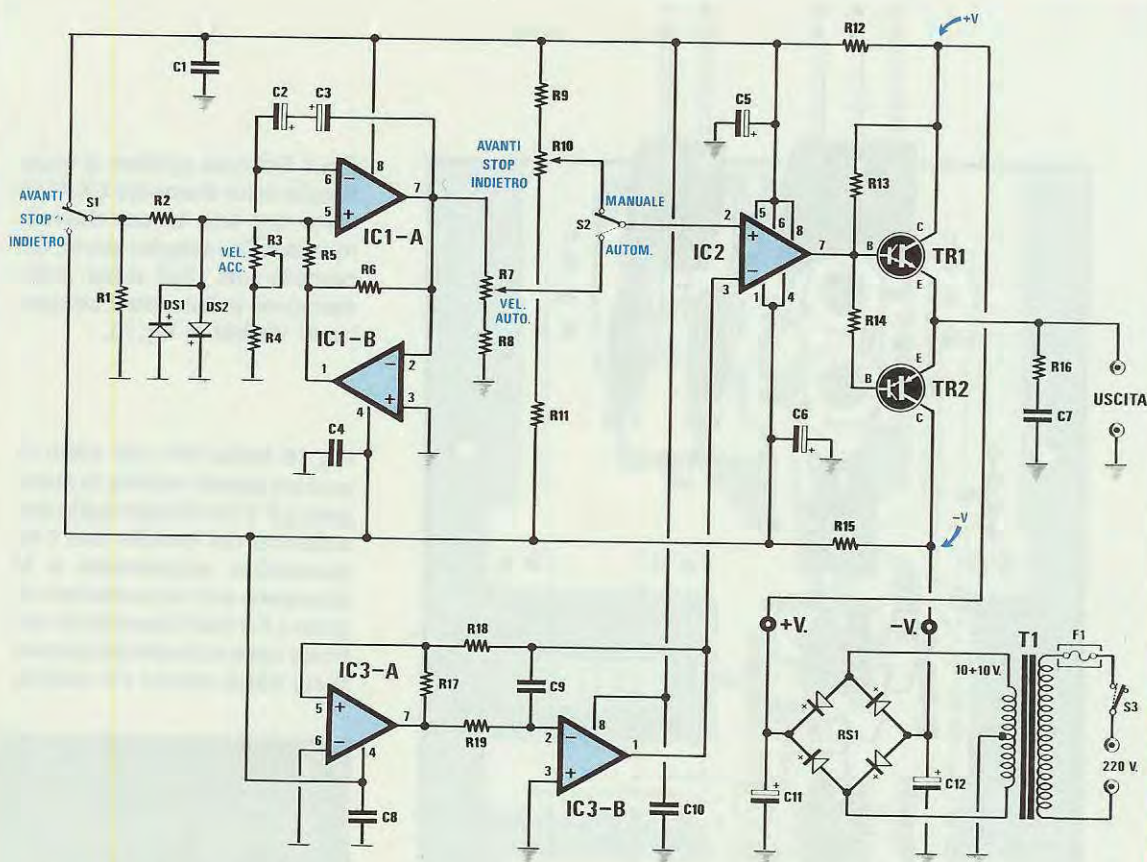 R12
+V
C1
C2
C3
R9
C5
8
R10
AVANTI
STOP
INDIETRO
R13
6
7
5
IC1-A
AVANTI
STOP
INDIETRO
S1
R2
MANUALE
S2
AUTOM.
2
5
6
8
7
3
1
4
IC2
B
C
E
TR1
R3
VEL.
ACC.
R5
R6
R7
VEL.
AUTO.
R1
DS1
DS2
R4
IC1-B
R8
R14
E
B
C
TR2
R16
C7
USCITA
1
2
3
4
C4
R11
C6
R15
-V
R18
+V.
-V.
T1
F1
IC3-A
10+10 V.
5
6
7
4
R17
C9
S3
R19
2
3
8
1
RS1
220 V.
C8
IC3-B
C10
C11
C12